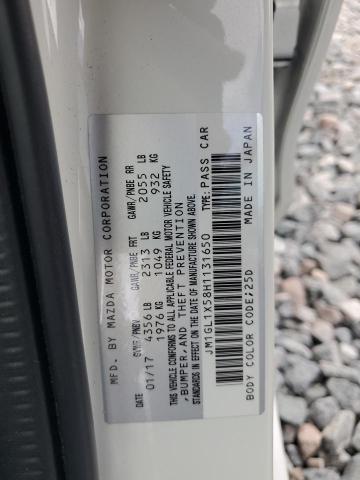 MFD. BY MAZDA MOTOR CORPORATION
DATE GVWR/PNBV GAWR/PNBE FRT GAWR/PNBE RR
01/17 4356 LB 2313 LB 2055 LB
1976 KG 1049 KG 932 KG
THIS VEHICLE CONFORMS TO ALL APPLICABLE FEDERAL MOTOR VEHICLE SAFETY
,BUMPER,AND THEFT PREVENTION
STANDARDS IN EFFECT ON THE DATE OF MANUFACTURE SHOWN ABOVE.
JM1GL1X58H1131650 TYPE:PASS CAR
BODY COLOR CODE/25D MADE IN JAPAN